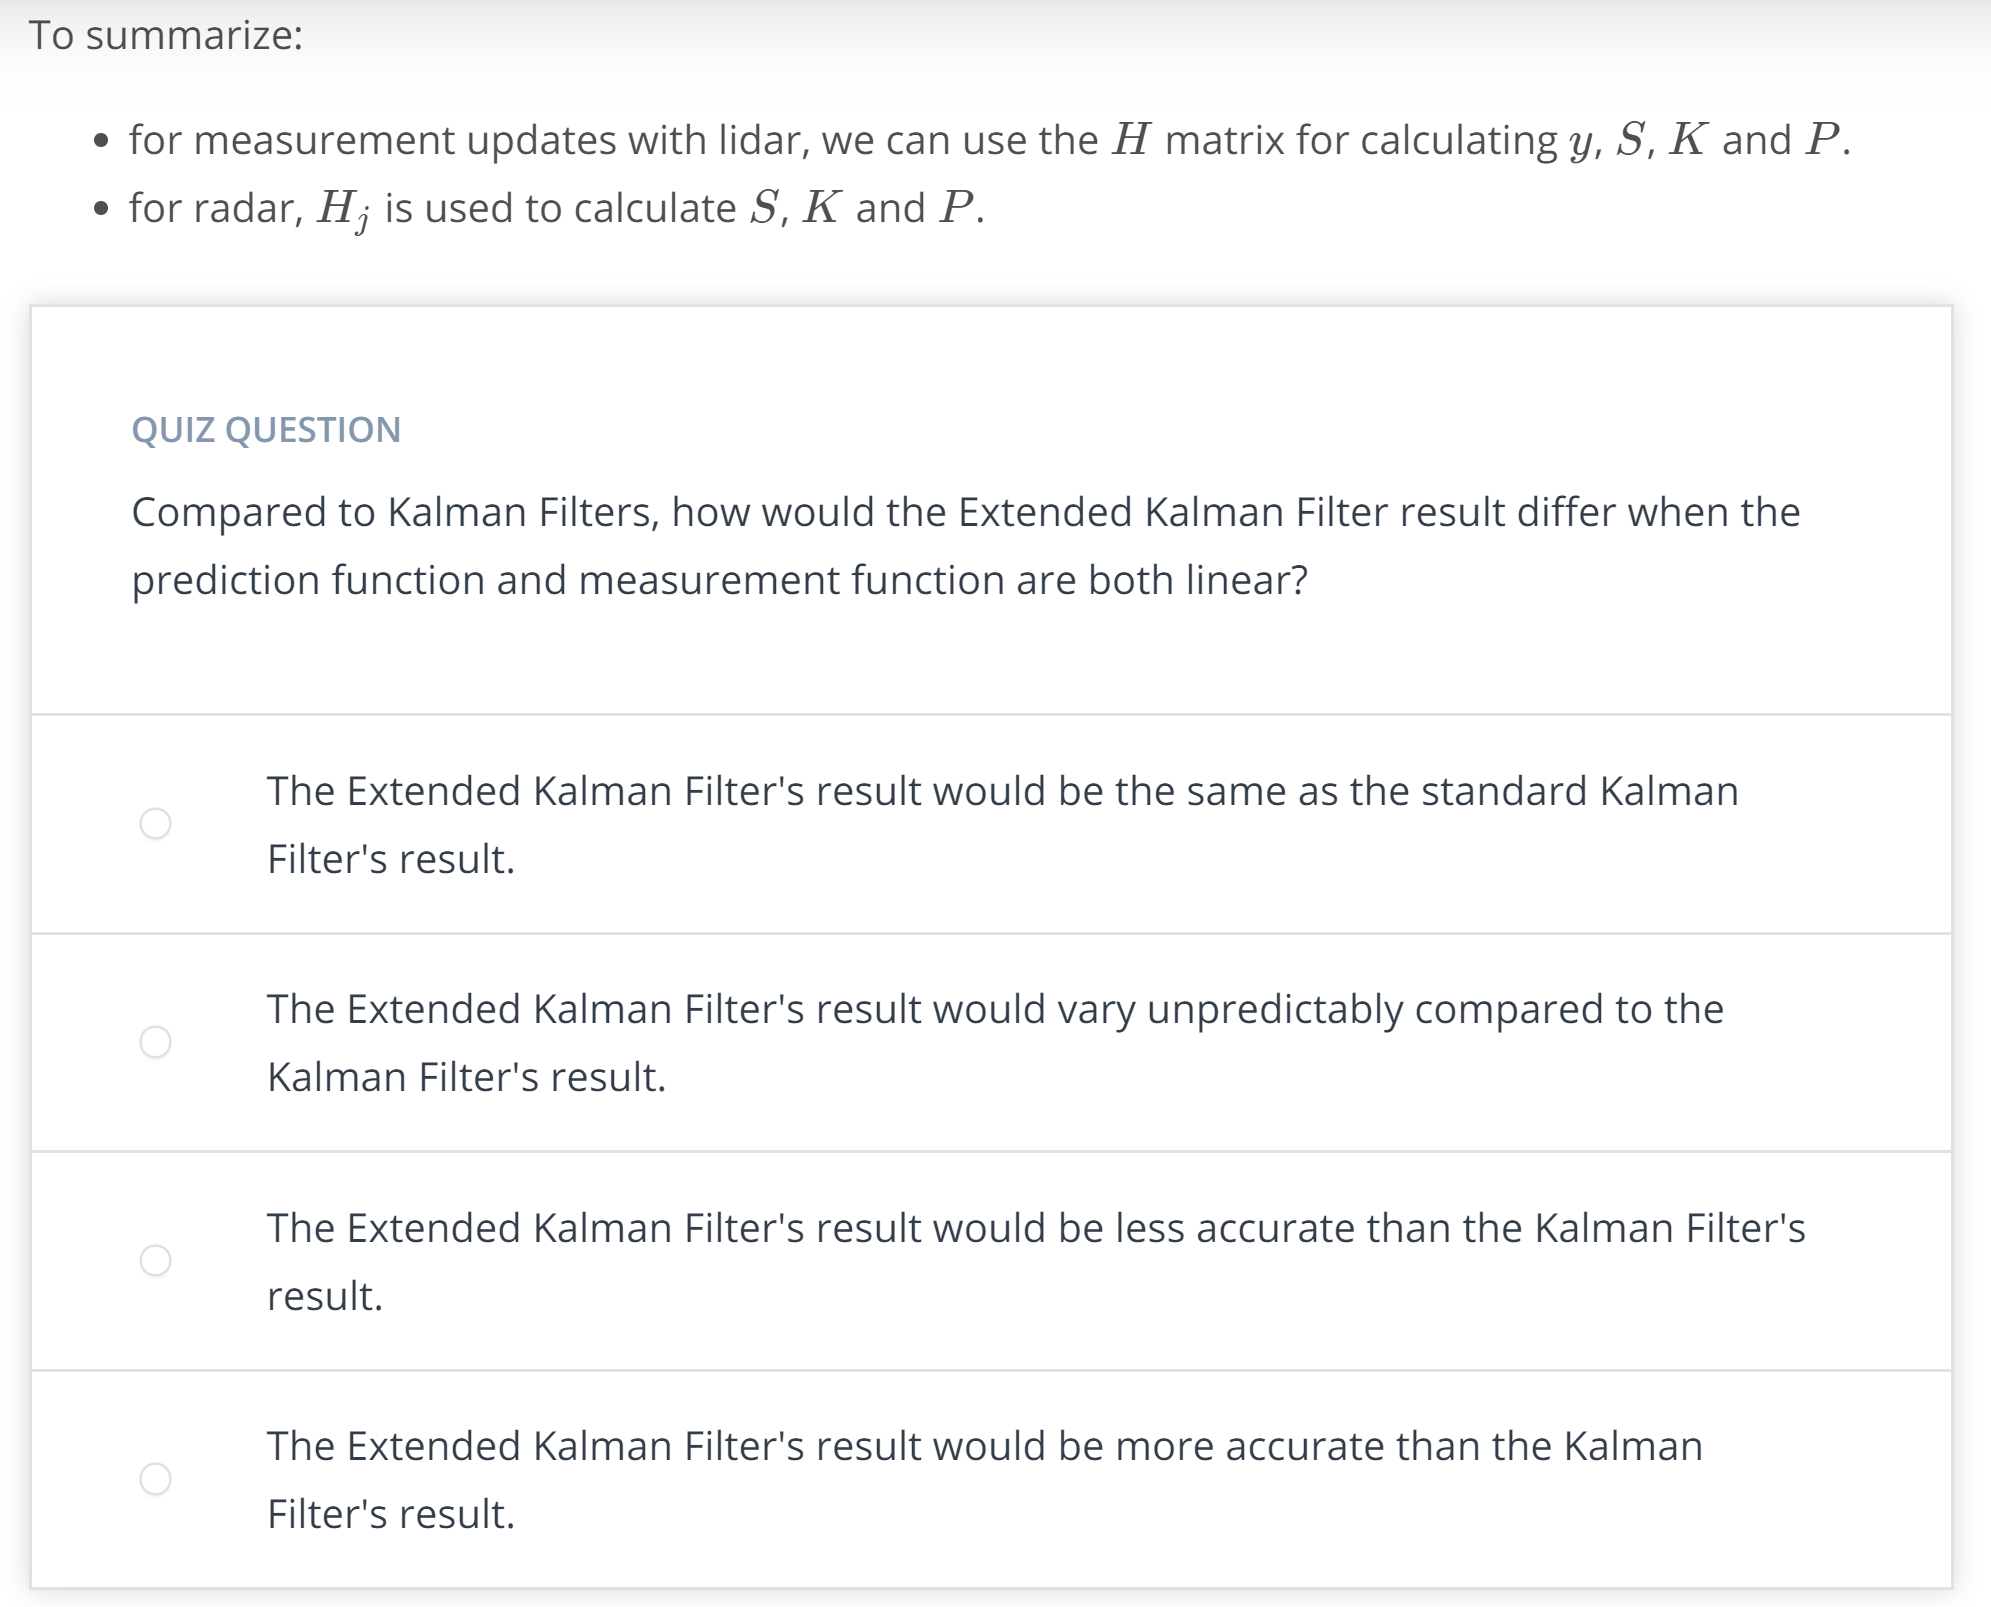 To summarize:
• for measurement updates with lidar, we can use the H matrix for calculating y, S, K and P.
• for radar, H_j is used to calculate S, K and P.
QUIZ QUESTION
Compared to Kalman Filters, how would the Extended Kalman Filter result differ when the
prediction function and measurement function are both linear?
The Extended Kalman Filter's result would be the same as the standard Kalman
Filter's result.
The Extended Kalman Filter's result would vary unpredictably compared to the
Kalman Filter's result.
The Extended Kalman Filter's result would be less accurate than the Kalman Filter's
result.
The Extended Kalman Filter's result would be more accurate than the Kalman
Filter's result.